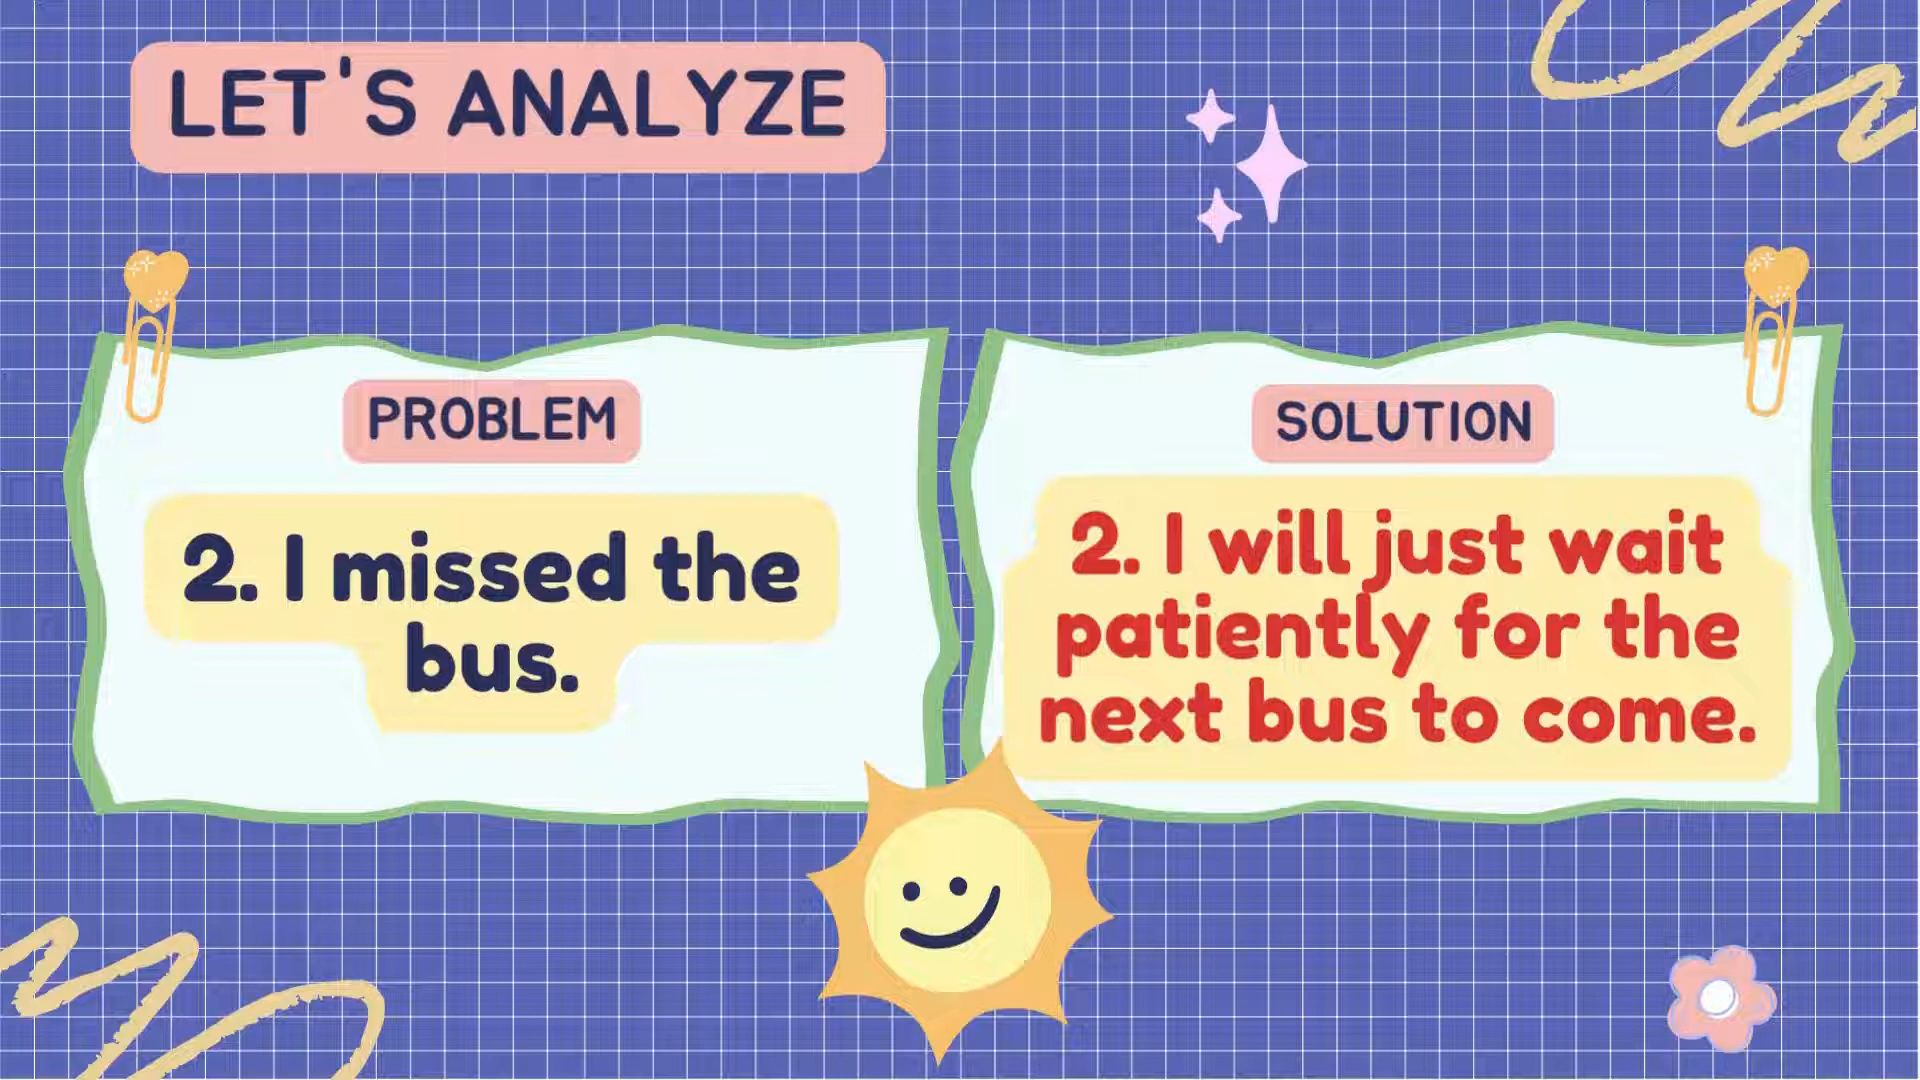 LET'S ANALYZE
PROBLEM
2. I missed the
bus.
SOLUTION
2. I will just wait
patiently for the
next bus to come.